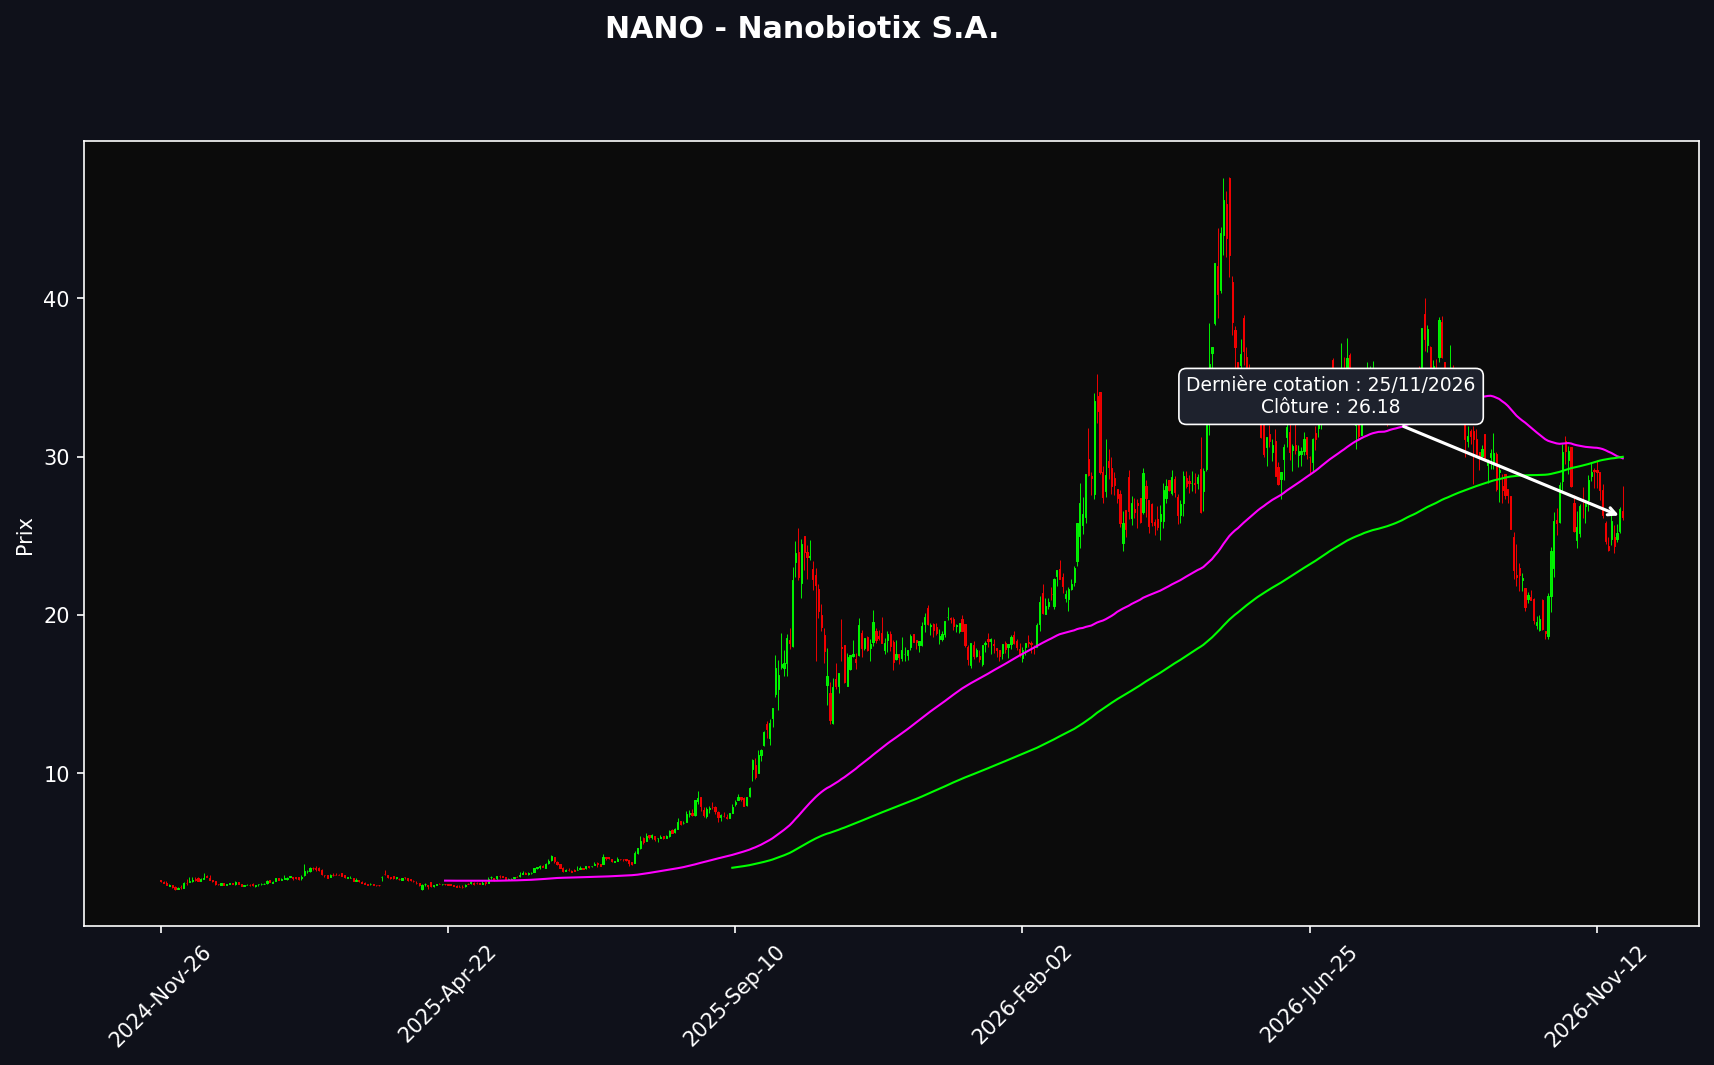 NANO - Nanobiotix S.A.
Prix
40
30
20
10
Dernière cotation : 25/11/2026
Clôture : 26.18
2024-Nov-26
2025-Apr-22
2025-Sep-10
2026-Feb-02
2026-Jun-25
2026-Nov-12